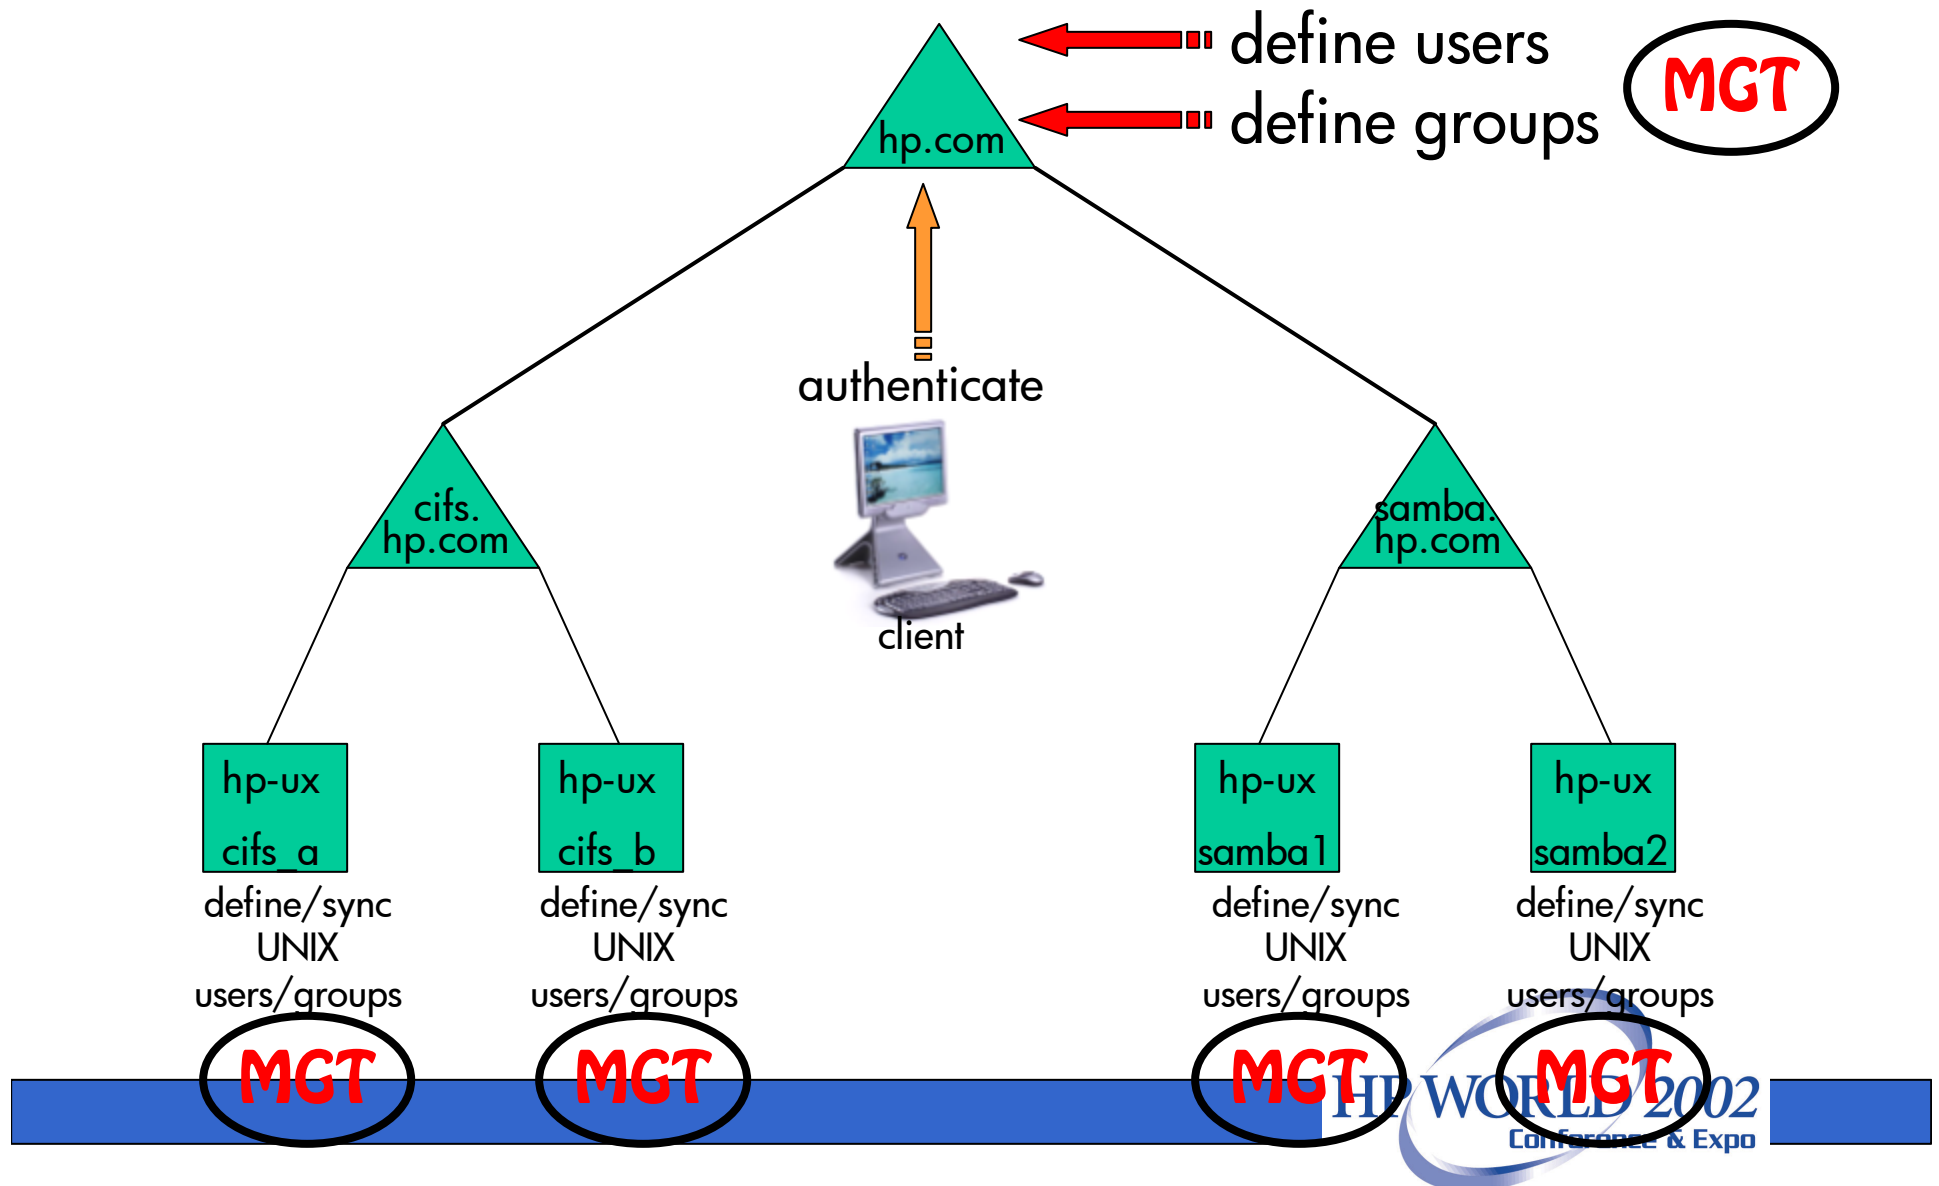 define users
MGT
define groups
hp.com
authenticate
cifs.
hp.com
samba.
hp.com
client
hp-ux
cifs_a
hp-ux
cifs_b
hp-ux
samba1
hp-ux
samba2
define/sync
UNIX
users/groups
define/sync
UNIX
users/groups
define/sync
UNIX
users/groups
define/sync
UNIX
users/groups
MGT
MGT
MGT
MGT
HP WORLD 2002
Conference & Expo